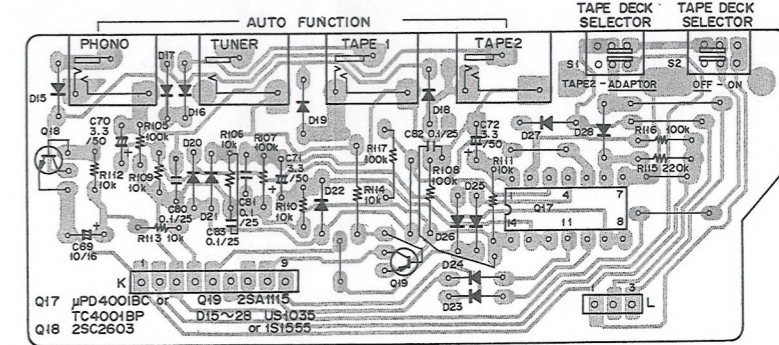 TAPE DECK SELECTOR
TAPE DECK SELECTOR
AUTO FUNCTION
PHONO
TUNER
TAPE 1
TAPE2
S1
TAPE2 - ADAPTOR
S2
OFF - ON
D15
D17
D16
D19
D18
D27
D28
Q18
C70 3.3 /50
R105 100k
R112 10k
R109 10k
D20
R106 10k
R107 100k
C71 3.3 /50
R117 100k
C82 0.1/25
C72 3.3 /50
R111 10k
R116 100k
R115 220k
C80 0.1/25
D21
C81 0.1/25
C83 0.1/25
R110 10k
D22
R114 10k
R108 100k
D25
D26
Q17
4
7
14
11
8
C69 10/16
R113 10k
D24
D23
Q19
K
1
9
1
3
L
Q17 μPD4001BC or Q19 2SA1115
TC4001BP D15~28 US1035
Q18 2SC2603 or 1S1555